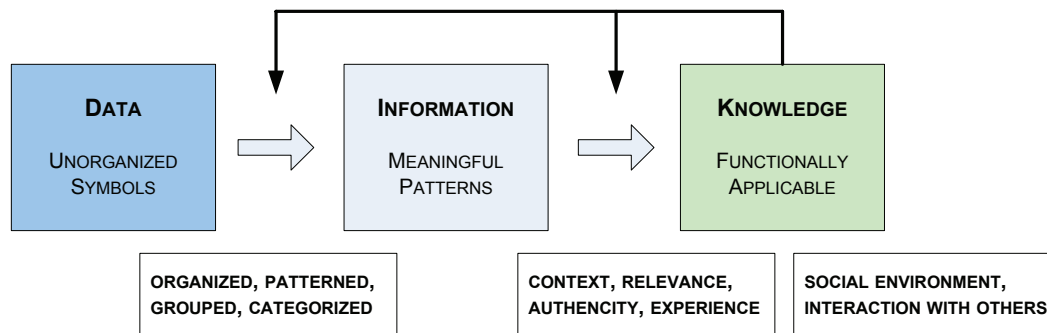 DATA
UNORGANIZED
SYMBOLS
INFORMATION
MEANINGFUL
PATTERNS
KNOWLEDGE
FUNCTIONALLY
APPLICABLE
ORGANIZED, PATTERNED,
GROUPED, CATEGORIZED
CONTEXT, RELEVANCE,
AUTHENCITY, EXPERIENCE
SOCIAL ENVIRONMENT,
INTERACTION WITH OTHERS